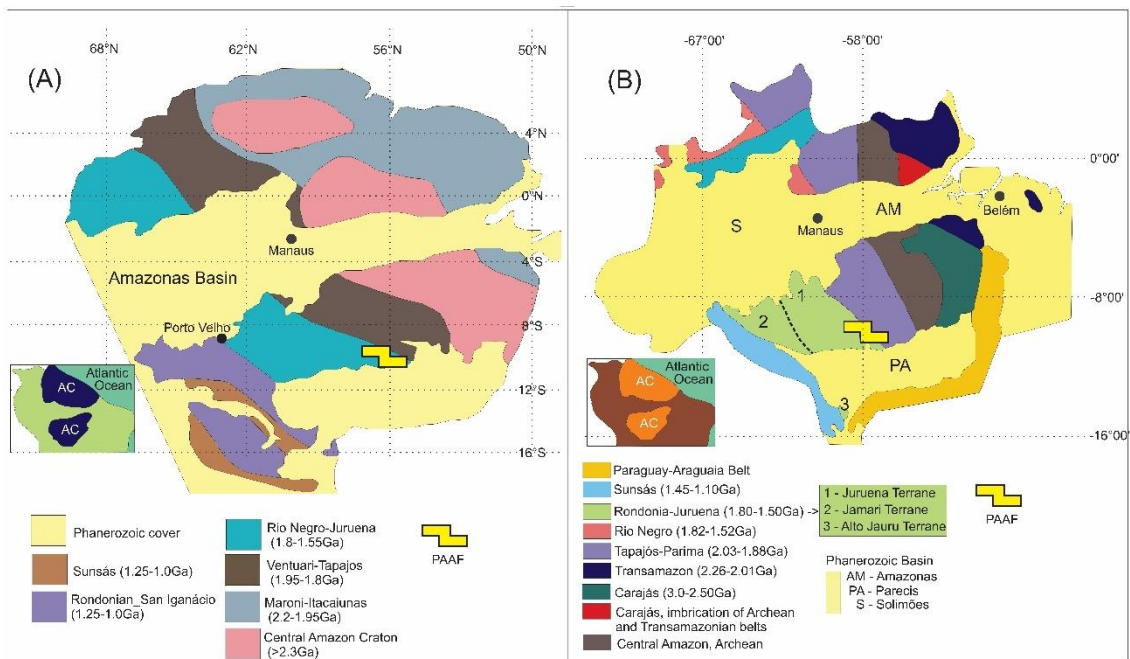 (A)
68°N
62°N
56°N
50°N
4°N
0°N
4°S
8°S
12°S
16°S
Manaus
Amazonas Basin
Porto Velho
AC
Atlantic
Ocean
AC
Phanerozoic cover
Sunsás (1.25-1.0Ga)
Rondonian_San Iganácio
(1.25-1.0Ga)
Rio Negro-Juruena
(1.8-1.55Ga)
Ventuari-Tapajos
(1.95-1.8Ga)
Maroni-Itacaiunas
(2.2-1.95Ga)
Central Amazon Craton
(>2.3Ga)
PAAF
(B)
-67°00'
-58°00'
0°00'
-8°00'
-16°00'
S
AM
Manaus
Belém
1
2
PA
3
AC
Atlantic
Ocean
AC
Paraguay-Araguaia Belt
Sunsás (1.45-1.10Ga)
Rondonia-Juruena (1.80-1.50Ga) ->
Rio Negro (1.82-1.52Ga)
Tapajós-Parima (2.03-1.88Ga)
Transamazon (2.26-2.01Ga)
Carajás (3.0-2.50Ga)
Carajás, imbrication of Archean
and Transamazonian belts
Central Amazon, Archean
1 - Juruena Terrane
2 - Jamari Terrane
3 - Alto Jauru Terrane
PAAF
Phanerozoic Basin
AM - Amazonas
PA - Parecis
S - Solimões